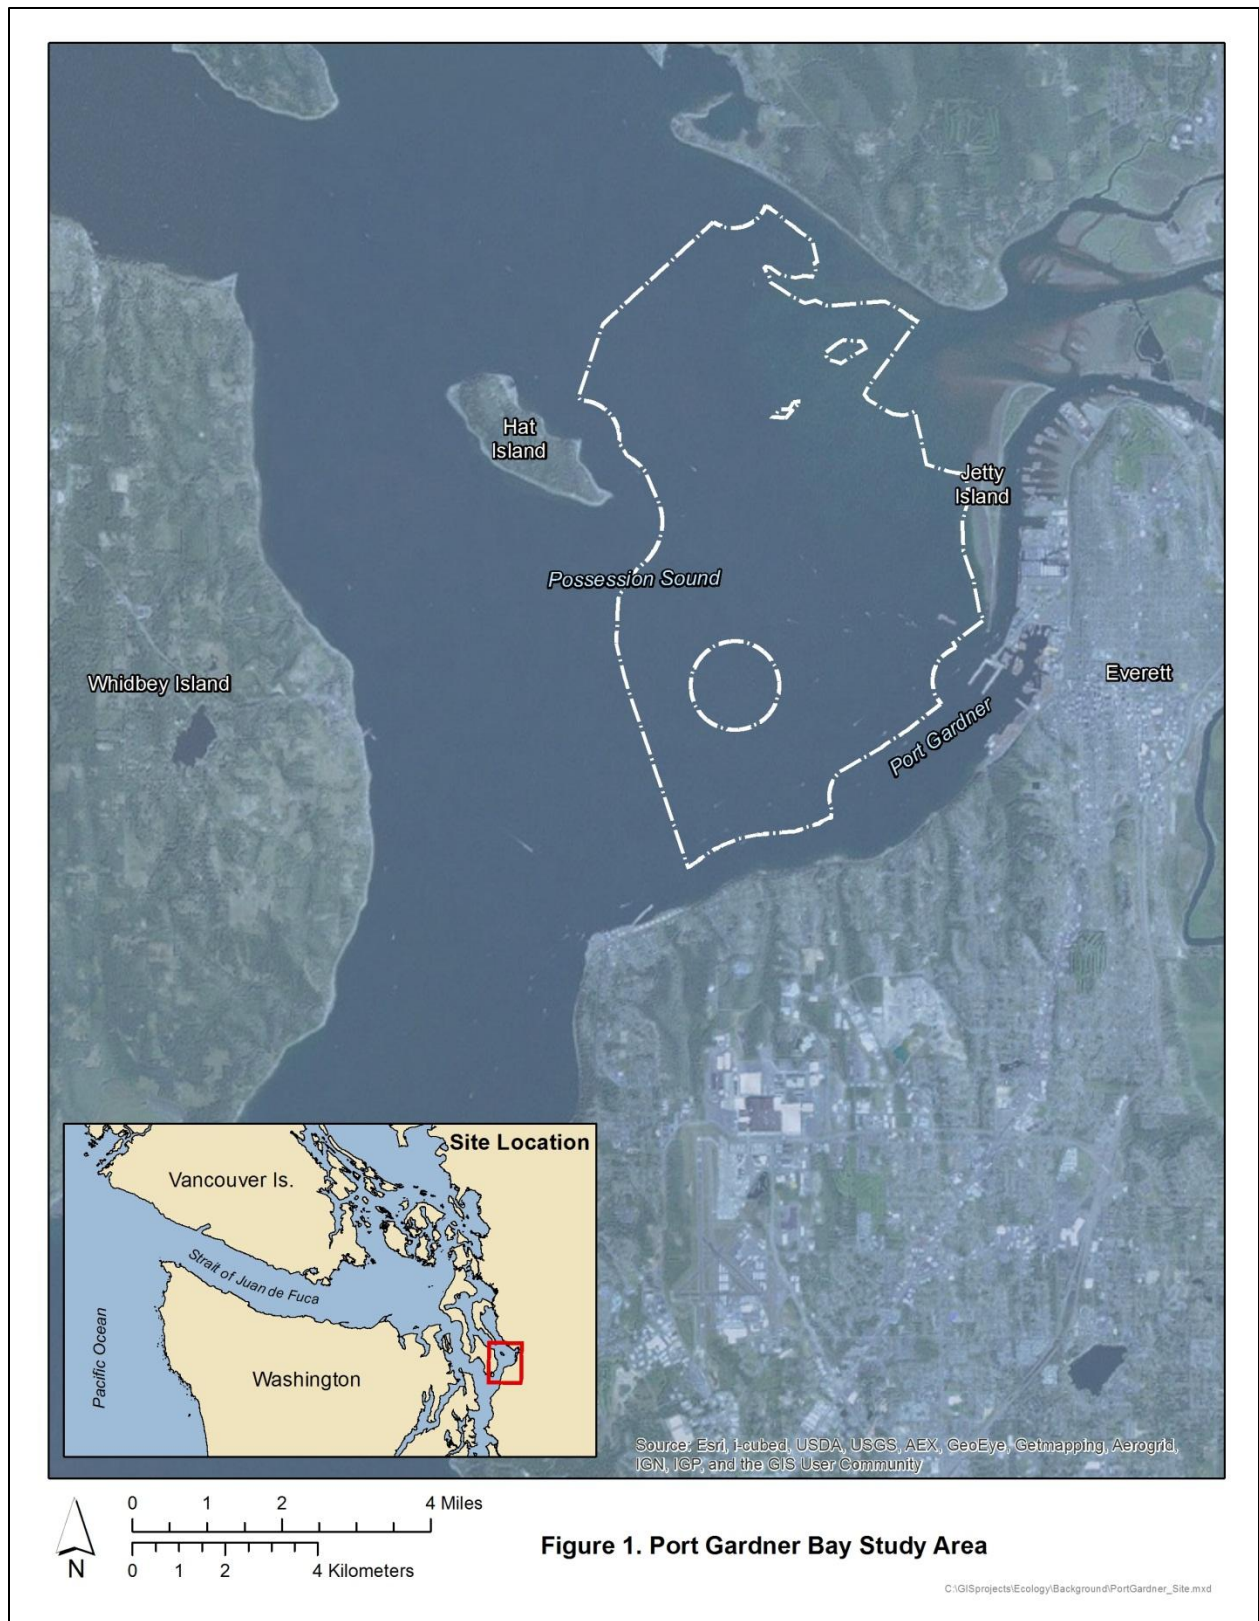 Hat
Island
Jetty
Island
Possession Sound
Whidbey Island
Everett
Port Gardner
Site Location
Vancouver Is.
Strait of Juan de Fuca
Pacific Ocean
Washington
Source: Esri, i-cubed, USDA, USGS, AEX, GeoEye, Getmapping, Aerogrid,
IGN, IGP, and the GIS User Community
0 1 2 4 Miles
0 1 2 4 Kilometers
N
Figure 1. Port Gardner Bay Study Area
C:\GISprojects\Ecology\Background\PortGardner_Site.mxd